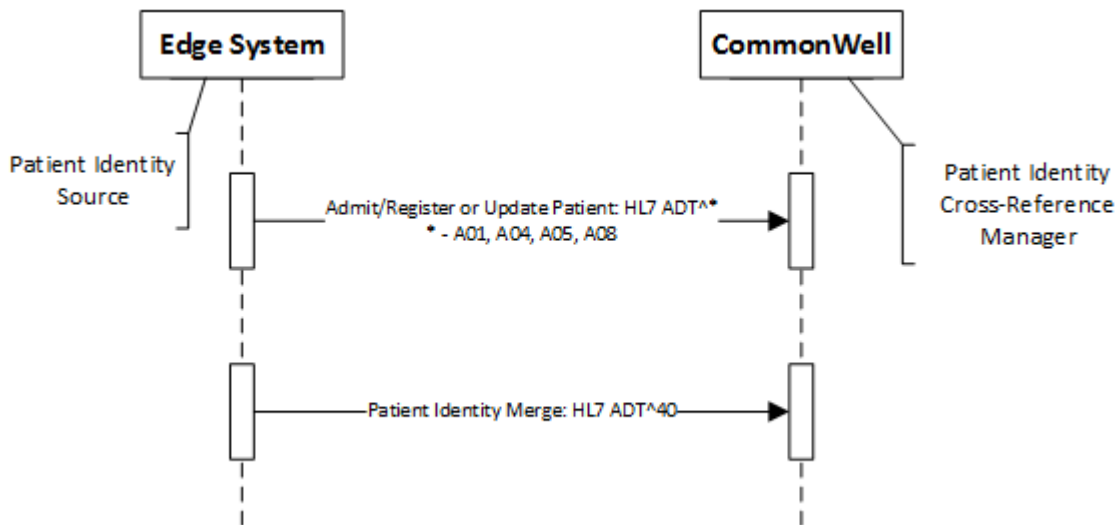 Edge System
CommonWell
Patient Identity
Source
Patient Identity
Cross-Reference
Manager
Admit/Register or Update Patient: HL7 ADT^*
* - A01, A04, A05, A08
Patient Identity Merge: HL7 ADT^40